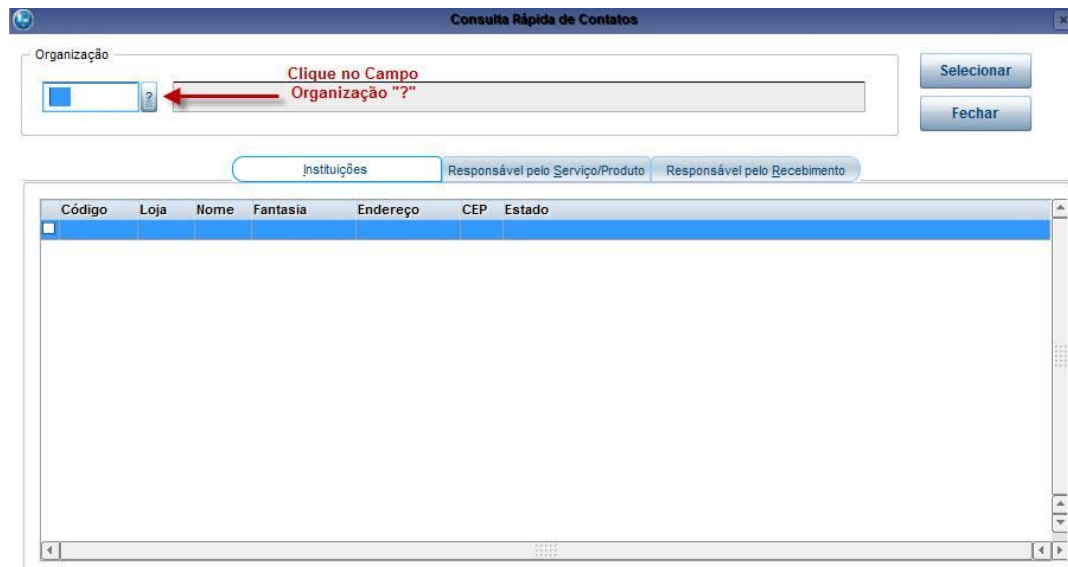 Consulta Rápida de Contatos
Organização
Clique no Campo
Organização "?"
?
Selecionar
Fechar
Instituições
Responsável pelo Serviço/Produto
Responsável pelo Recebimento
Código Loja Nome Fantasia Endereço CEP Estado